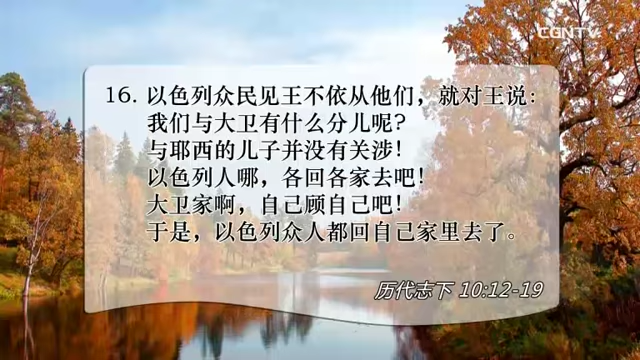 CGNTV
16. 以色列众民见王不依从他们，就对王说：
我们与大卫有什么分儿呢？
与耶西的儿子并没有关涉！
以色列人哪，各回各家去吧！
大卫家啊，自己顾自己吧！
于是，以色列众人都回自己家里去了。
历代志下 10:12-19